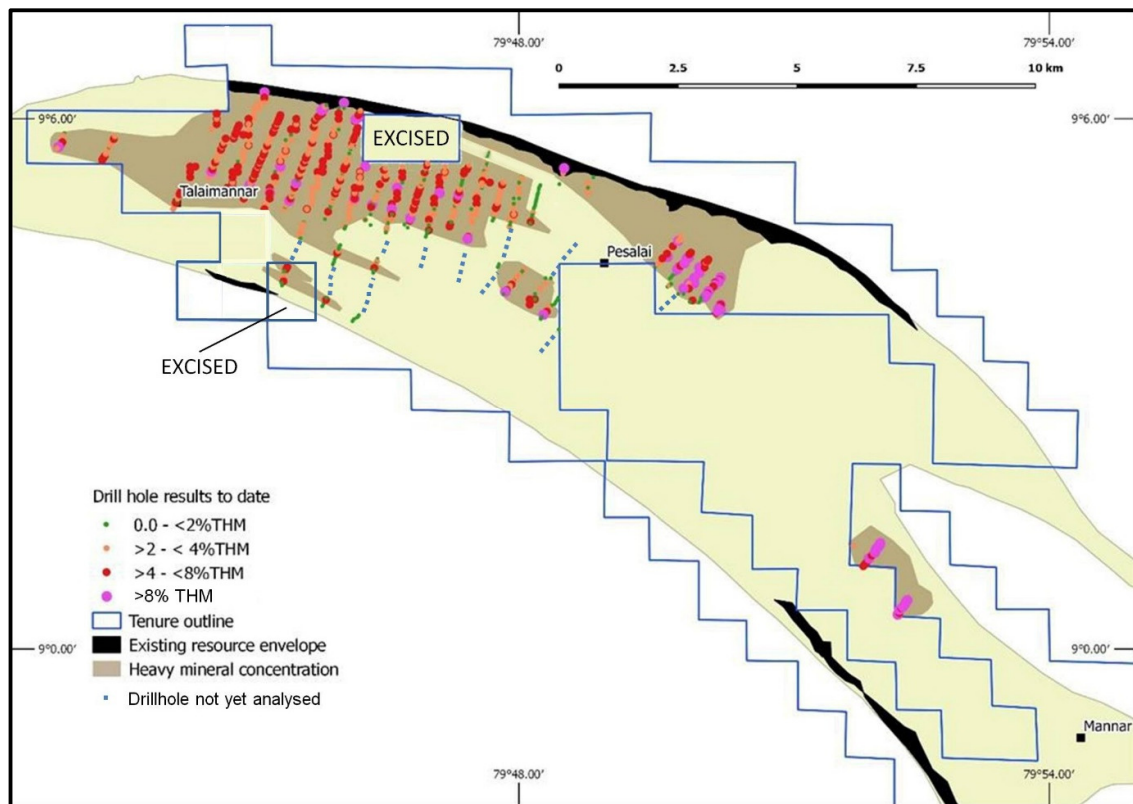 79°48.00′ 79°54.00′
0 2.5 5 7.5 10 km
9°6.00′ 9°6.00′
EXCISED
Talaimannar
Pesalai
EXCISED
Drill hole results to date
0.0 - <2%THM
>2 - < 4%THM
>4 - <8%THM
>8% THM
Tenure outline
Existing resource envelope
9°0.00′ 9°0.00′
Heavy mineral concentration
Drillhole not yet analysed
Mannar
79°48.00′ 79°54.00′